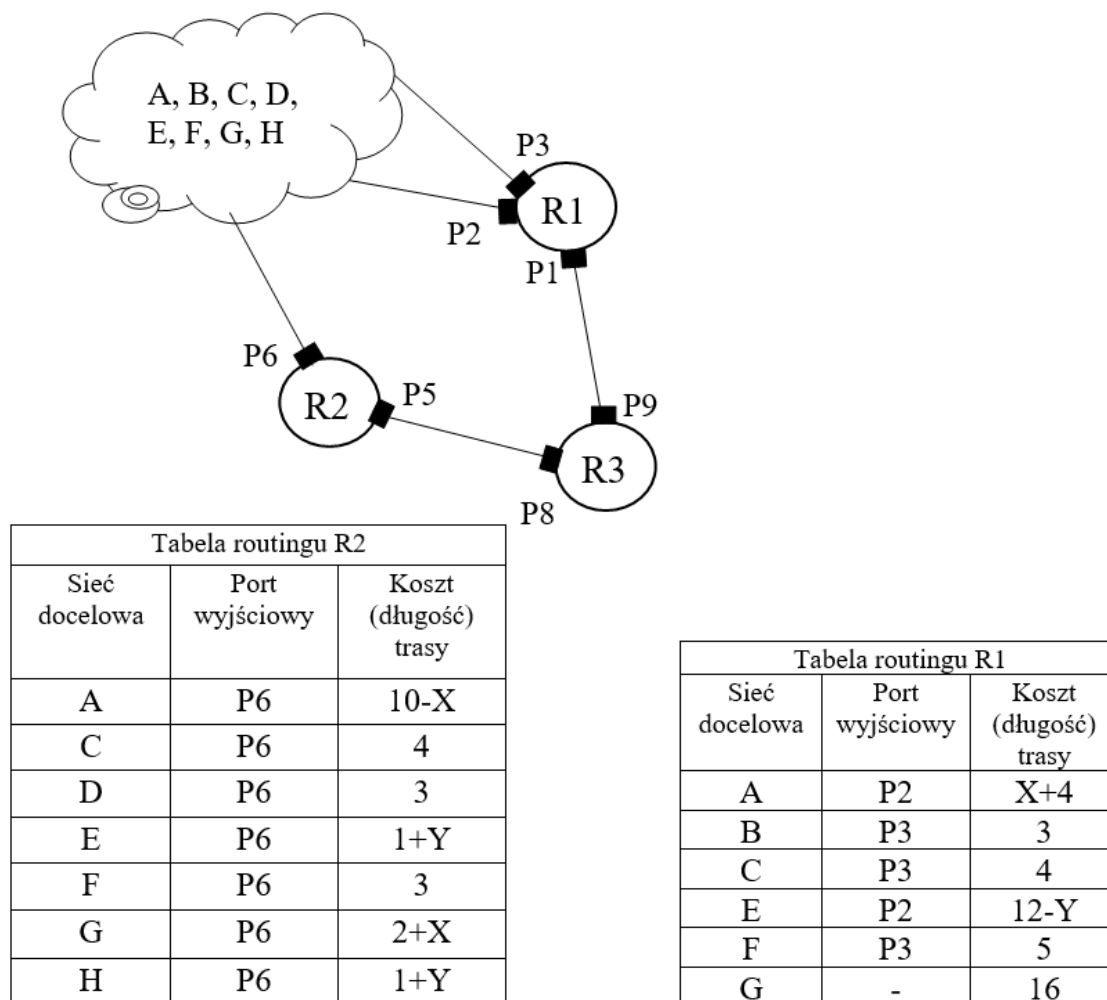 A, B, C, D,
E, F, G, H
P3
R1
P2
P1
P6
R2
P5
P9
R3
P8
Tabela routingu R2
Sieć docelowa Port wyjściowy Koszt (długość) trasy
A P6 10-X
C P6 4
D P6 3
E P6 1+Y
F P6 3
G P6 2+X
H P6 1+Y
Tabela routingu R1
Sieć docelowa Port wyjściowy Koszt (długość) trasy
A P2 X+4
B P3 3
C P3 4
E P2 12-Y
F P3 5
G - 16